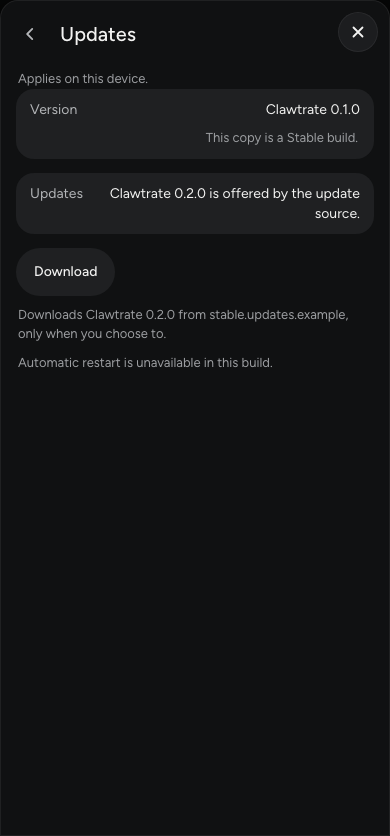 Updates
Applies on this device.
Version
Clawtrate 0.1.0
This copy is a Stable build.
Updates
Clawtrate 0.2.0 is offered by the update
source.
Download
Downloads Clawtrate 0.2.0 from stable.updates.example,
only when you choose to.
Automatic restart is unavailable in this build.